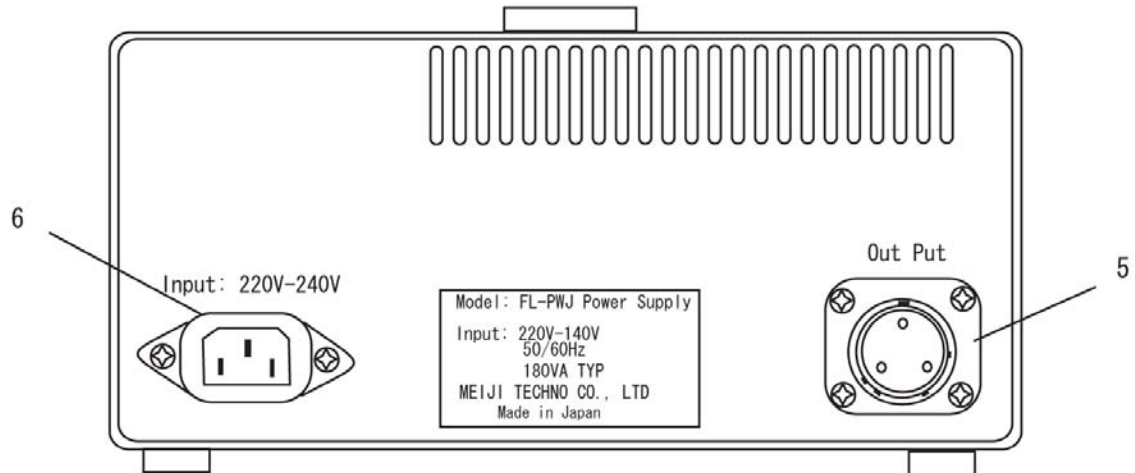 6
Input: 220V-240V
Model: FL-PWJ Power Supply
Input: 220V-140V
50/60Hz
180VA TYP
MEIJI TECHNO CO., LTD
Made in Japan
Out Put
5